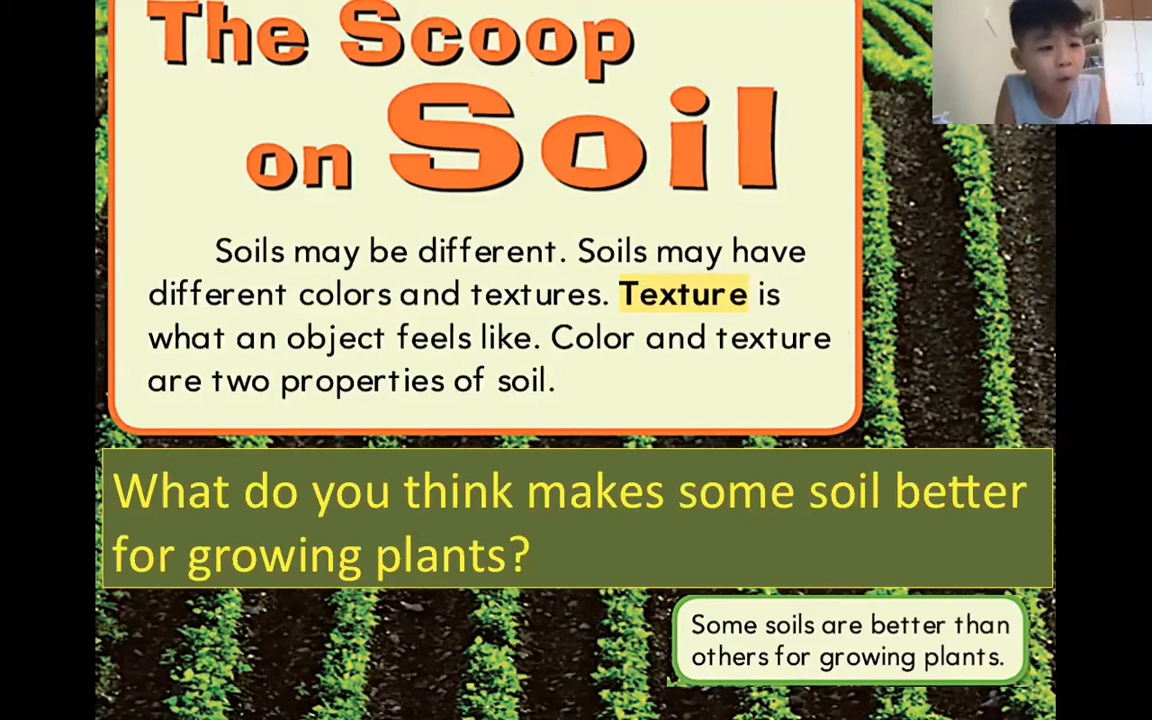 The Scoop
on Soil
Soils may be different. Soils may have
different colors and textures. Texture is
what an object feels like. Color and texture
are two properties of soil.
What do you think makes some soil better
for growing plants?
Some soils are better than
others for growing plants.